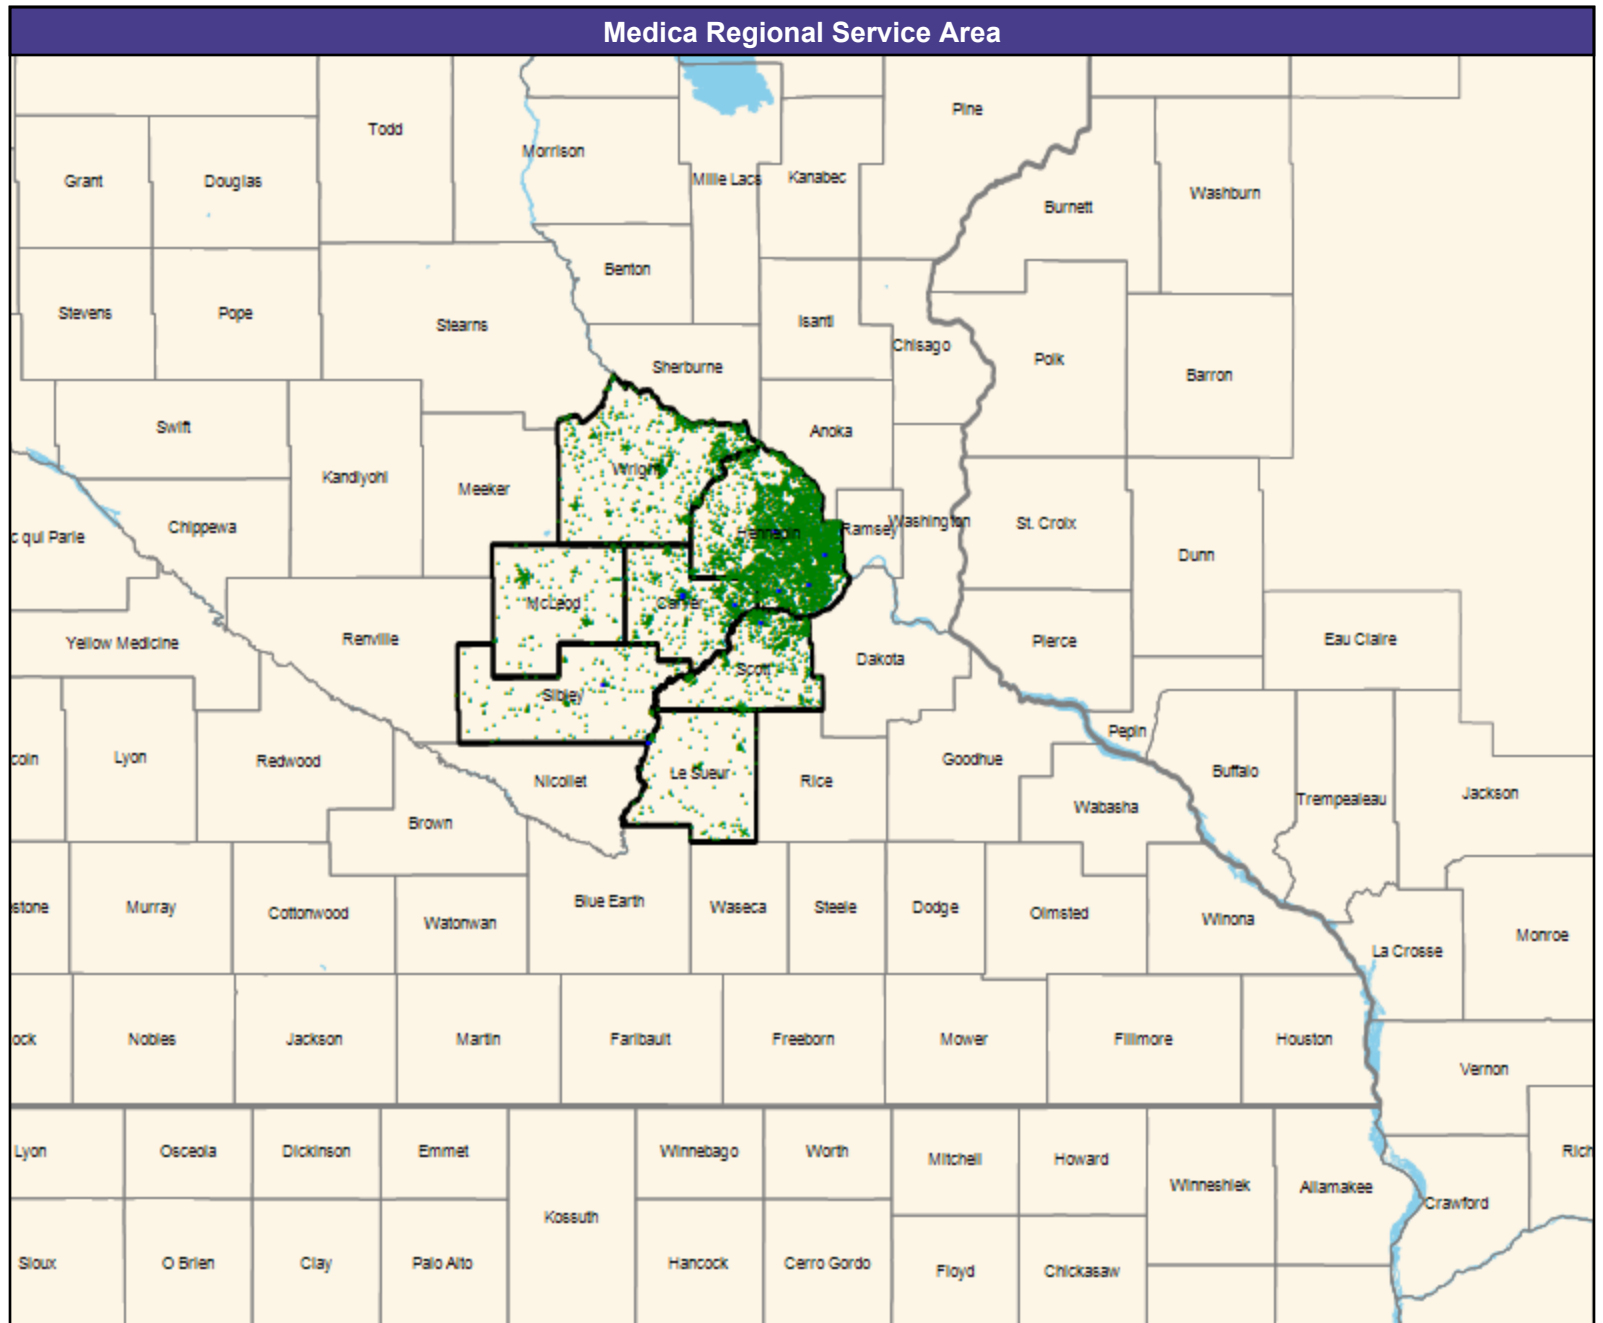 Medica Regional Service Area
Pine
Todd
Morrison
Mille Lacs
Kanabec
Grant
Douglas
Washburn
Burnett
Benton
Stevens
Pope
Stearns
Isanti
Chisago
Polk
Barron
Sherburne
Swift
Anoka
Wright
Kandiyohi
Meeker
Chippewa
c qui Parle
Hennepin
Ramsey
Washington
St. Croix
Dunn
McLeod
Carver
Yellow Medicine
Renville
Pierce
Eau Claire
Dakota
Scott
Sibley
Pepin
coln
Lyon
Redwood
Nicollet
Le Sueur
Rice
Goodhue
Buffalo
Trempealeau
Jackson
Wabasha
Brown
stone
Murray
Cottonwood
Watonwan
Blue Earth
Waseca
Steele
Dodge
Olmsted
Winona
La Crosse
Monroe
ock
Nobles
Jackson
Martin
Faribault
Freeborn
Mower
Fillmore
Houston
Vernon
Lyon
Osceola
Dickinson
Emmet
Winnebago
Worth
Mitchell
Howard
Winneshiek
Allamakee
Crawford
Rich
Kossuth
Sioux
O Brien
Clay
Palo Alto
Hancock
Cerro Gordo
Floyd
Chickasaw